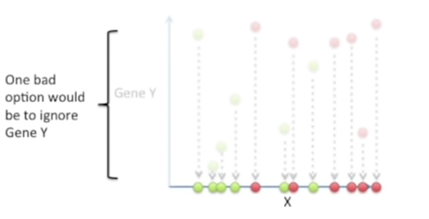 One bad
option would
be to ignore
Gene Y
Gene Y
X